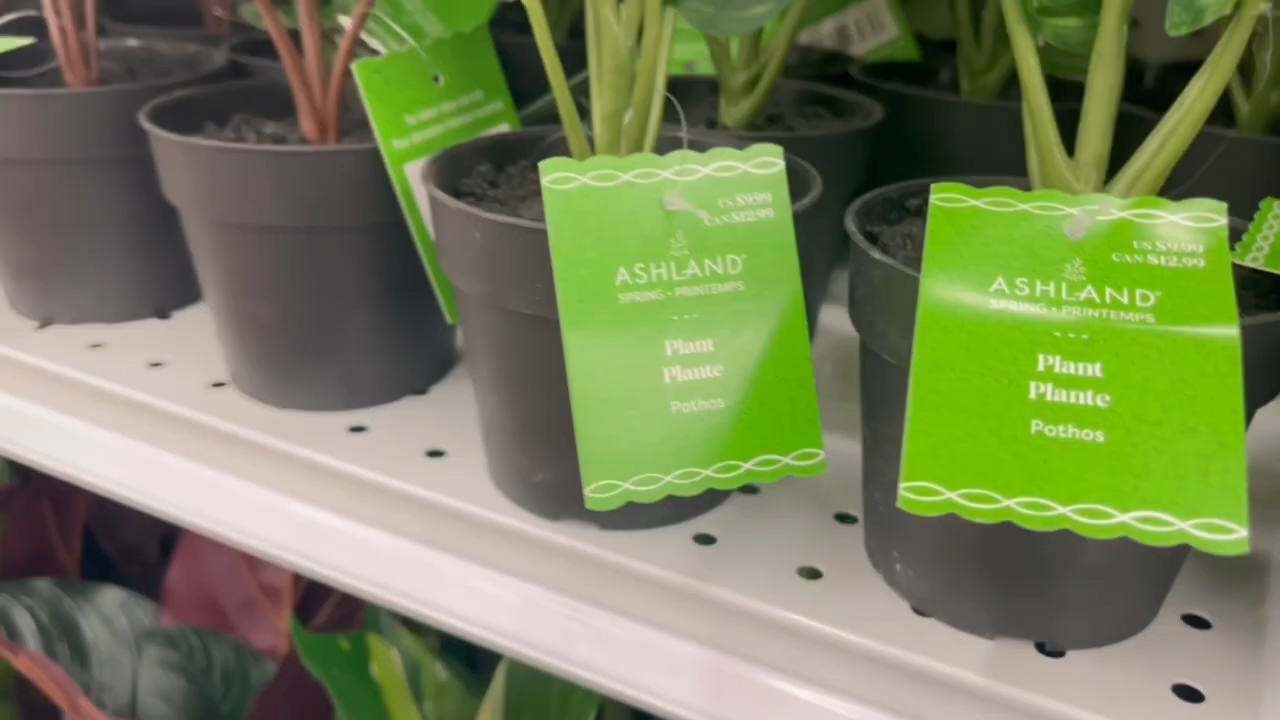 US $9.99
CAN $12.99
ASHLAND®
SPRING • PRINTEMPS
Plant
Plante
Pothos
US $9.99
CAN $12.99
ASHLAND®
SPRING • PRINTEMPS
Plant
Plante
Pothos